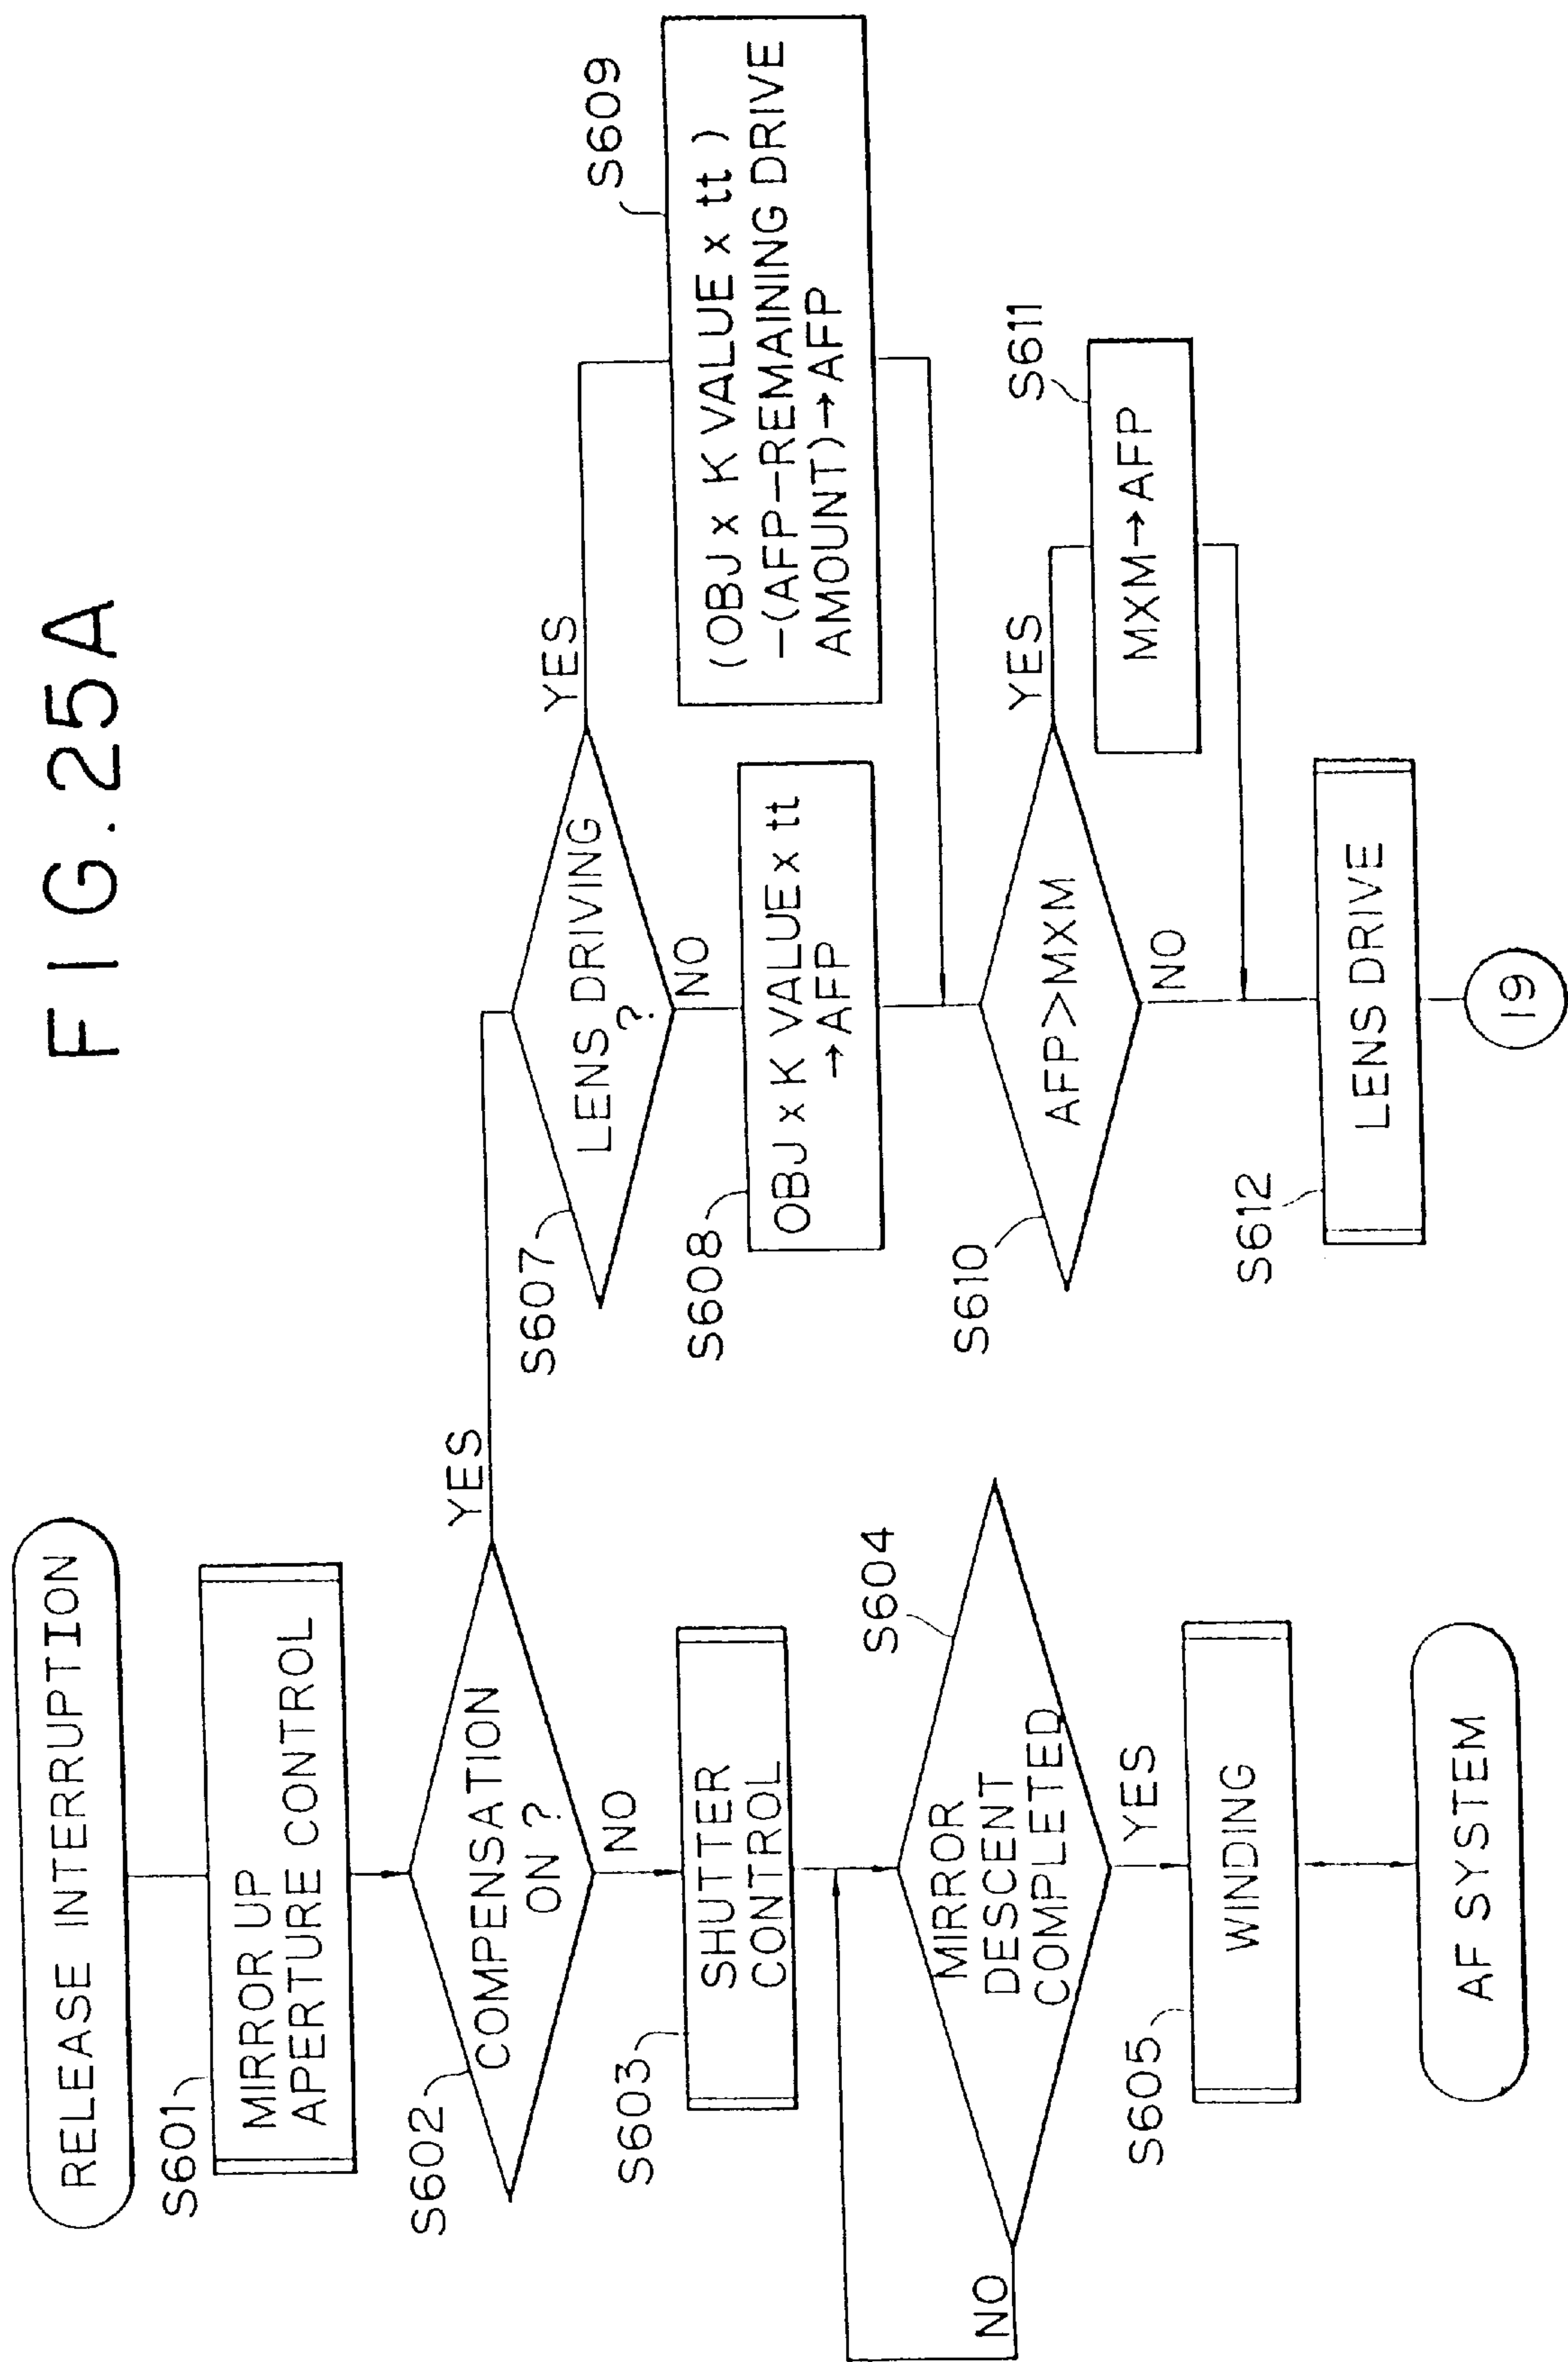 FIG. 25A
RELEASE INTERRUPTION
S601
MIRROR UP
APERTURE CONTROL
S602
COMPENSATION
ON ?
YES
NO
S603
SHUTTER
CONTROL
S604
MIRROR
DESCENT
COMPLETED
NO
YES
S605
WINDING
AF SYSTEM
S607
LENS DRIVING
?
YES
NO
S608
OBJ x K VALUE x tt
→AFP
S609
(OBJ x K VALUE x tt )
-(AFP--REMAINING DRIVE
AMOUNT)→AFP
S610
AFP>MXM
YES
NO
S611
MXM→AFP
S612
LENS DRIVE
19